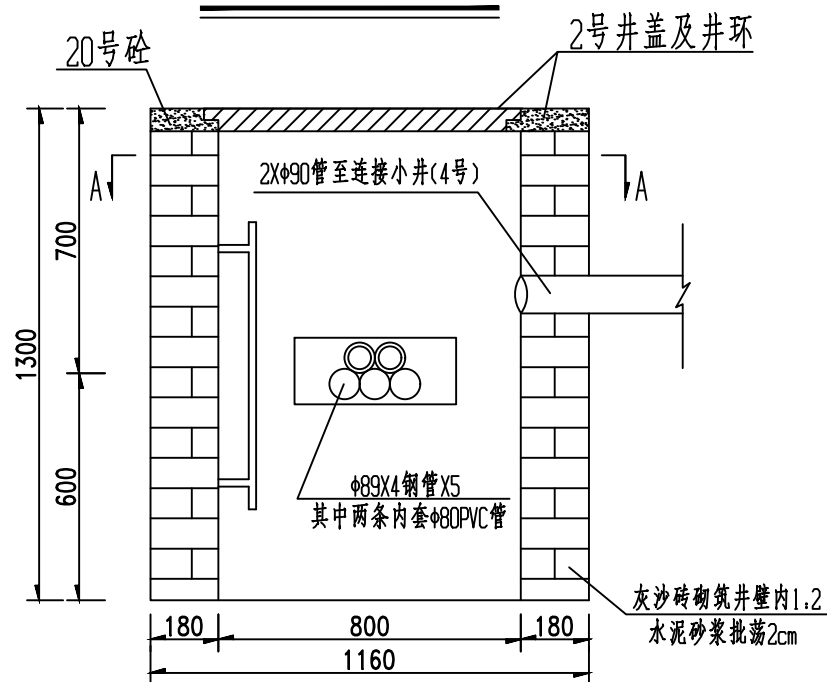 20号砼
2号井盖及井环
2Xφ90管至连接小井(4号)
A
A
700
1300
600
φ89X4钢管X5
其中两条内套φ80PVC管
灰沙砖砌筑井壁内1:2
水泥砂浆批荡2cm
180
800
180
1160